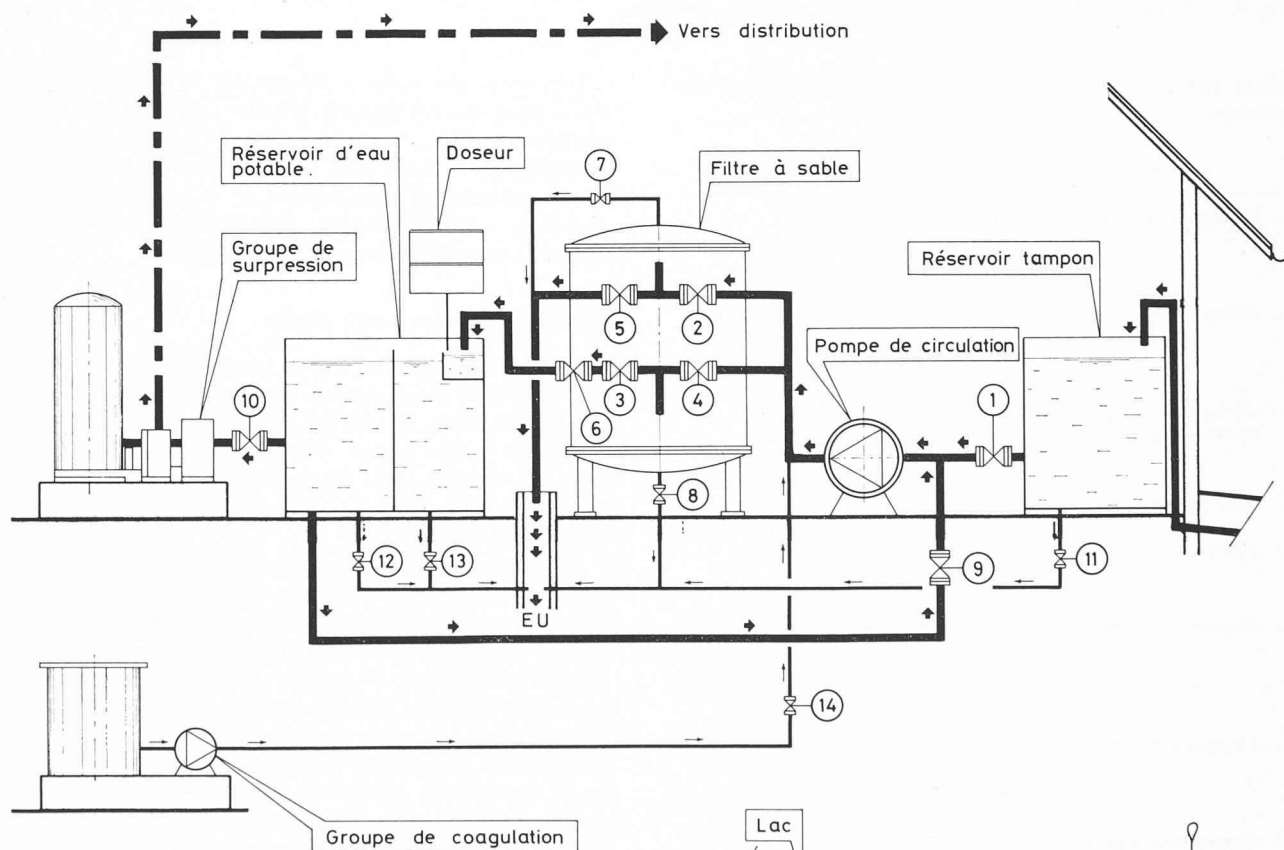 Vers distribution
Réservoir d'eau
potable.
Doseur
7
Filtre à sable
Groupe de
surpression
Réservoir tampon
5
2
Pompe de circulation
10
3
4
1
6
8
12
13
9
11
EU
14
Groupe de coagulation
Lac